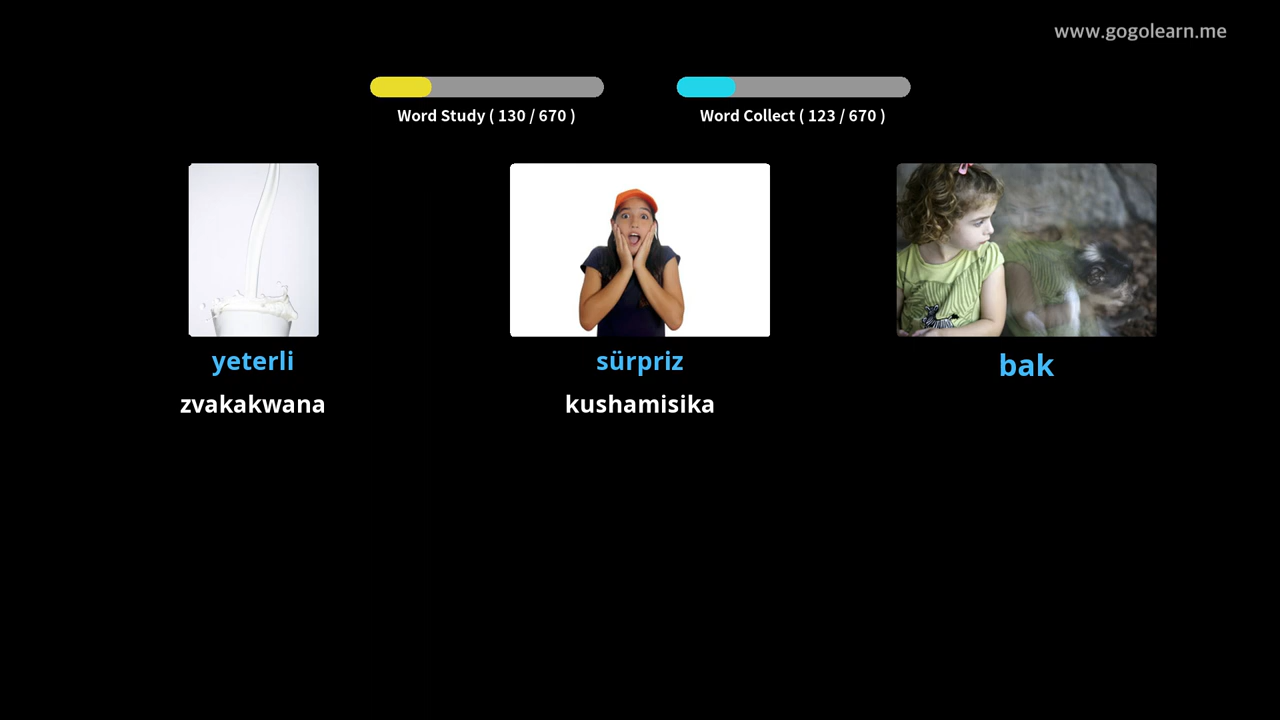 www.gogolearn.me
Word Study ( 130 / 670 )
Word Collect ( 123 / 670 )
yeterli
zvakakwana
sürpriz
kushamisika
bak